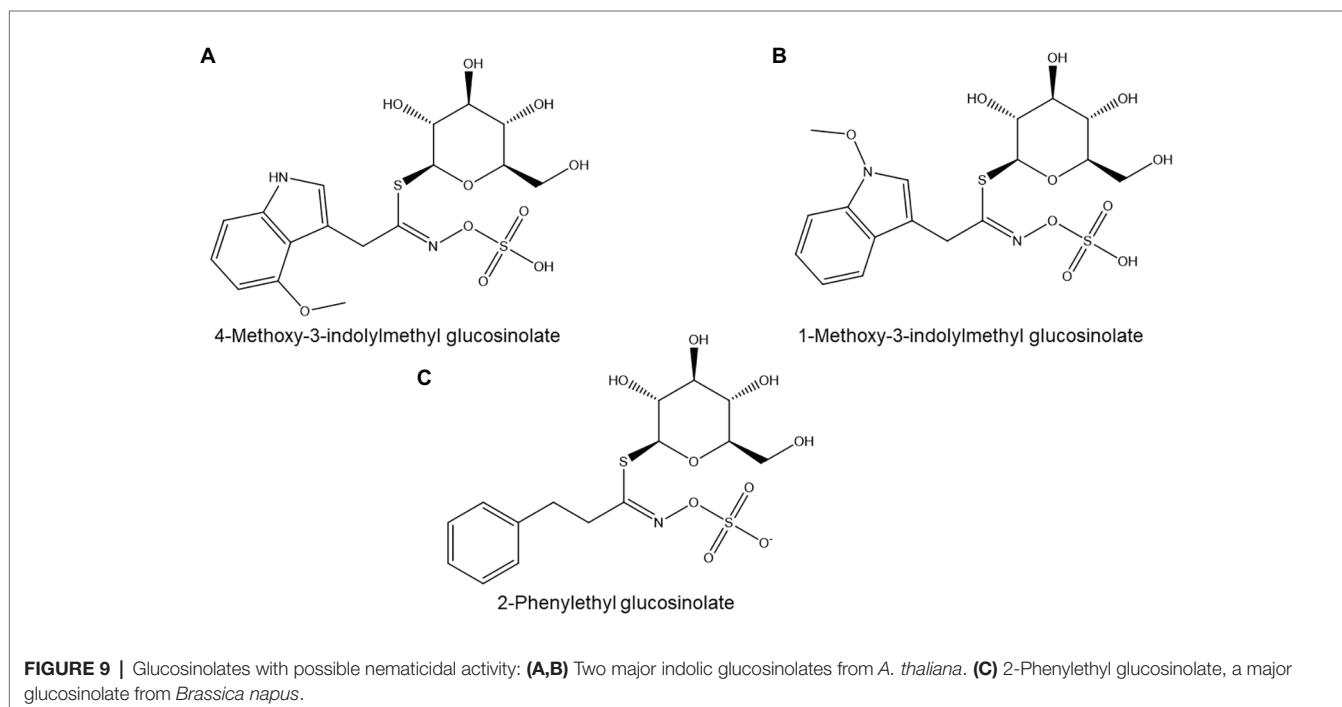 A
OH
HO
OH
OH
S
O
HN
N
O
O
S
O
OH
O
4-Methoxy-3-indolylmethyl glucosinolate
B
OH
HO
OH
OH
S
O
O
N
N
O
O
S
O
OH
1-Methoxy-3-indolylmethyl glucosinolate
C
OH
HO
OH
OH
S
O
N
O
O
S
O
O-
2-Phenylethyl glucosinolate
FIGURE 9 | Glucosinolates with possible nematicidal activity: (A,B) Two major indolic glucosinolates from A. thaliana. (C) 2-Phenylethyl glucosinolate, a major
glucosinolate from Brassica napus.